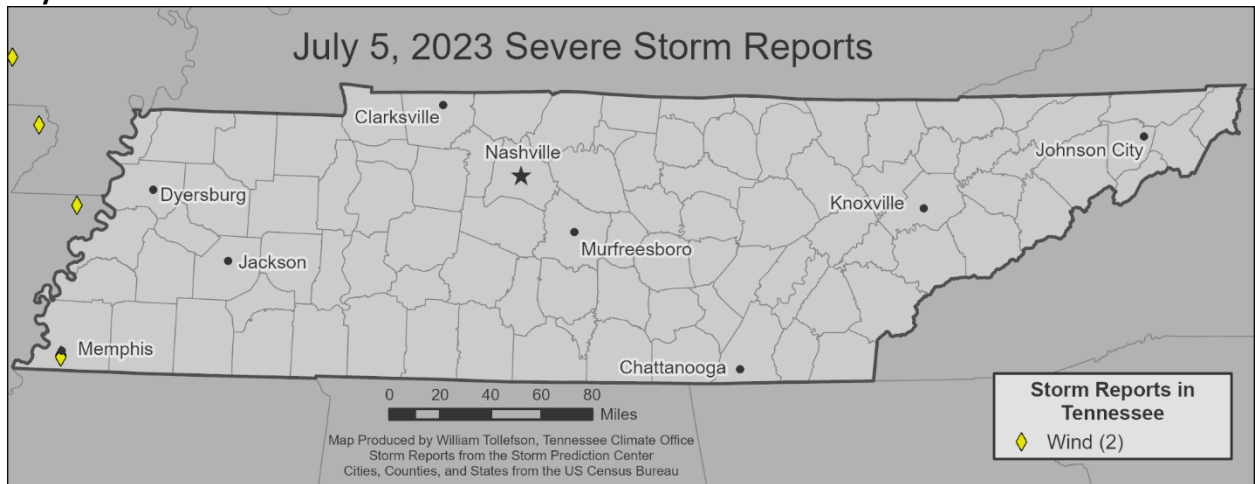 July 5, 2023 Severe Storm Reports
Clarksville
Nashville
Johnson City
Dyersburg
Knoxville
Murfreesboro
Jackson
Memphis
Chattanooga
0 20 40 60 80
Miles
Map Produced by William Tollefson, Tennessee Climate Office
Storm Reports from the Storm Prediction Center
Cities, Counties, and States from the US Census Bureau
Storm Reports in
Tennessee
Wind (2)